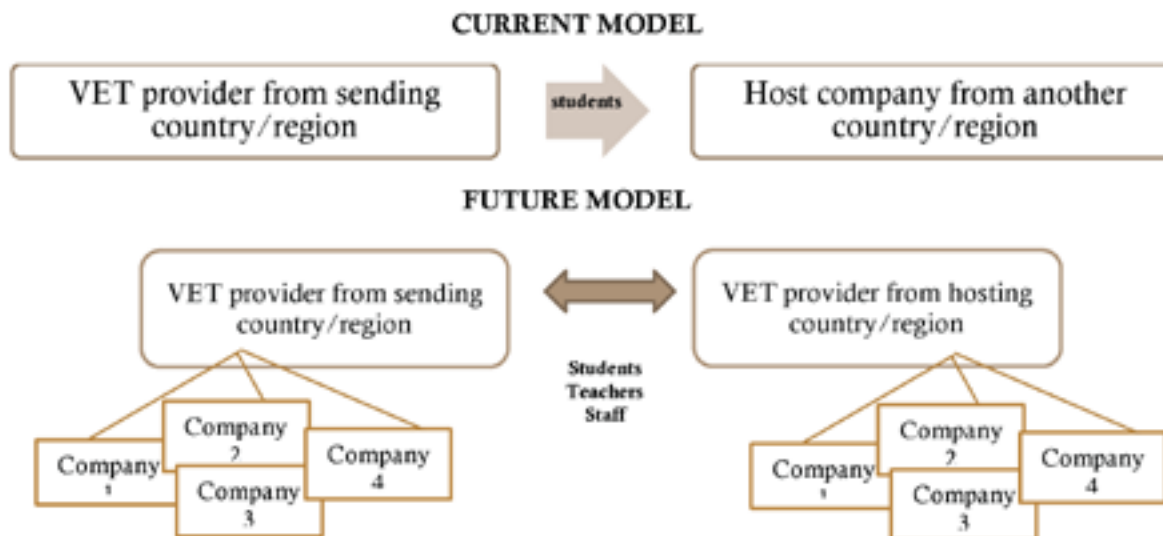 CURRENT MODEL
VET provider from sending
country/region
students
Host company from another
country/region
FUTURE MODEL
VET provider from sending
country/region
VET provider from hosting
country/region
Students
Teachers
Staff
Company
1
Company
2
Company
3
Company
4
Company
1
Company
2
Company
3
Company
4